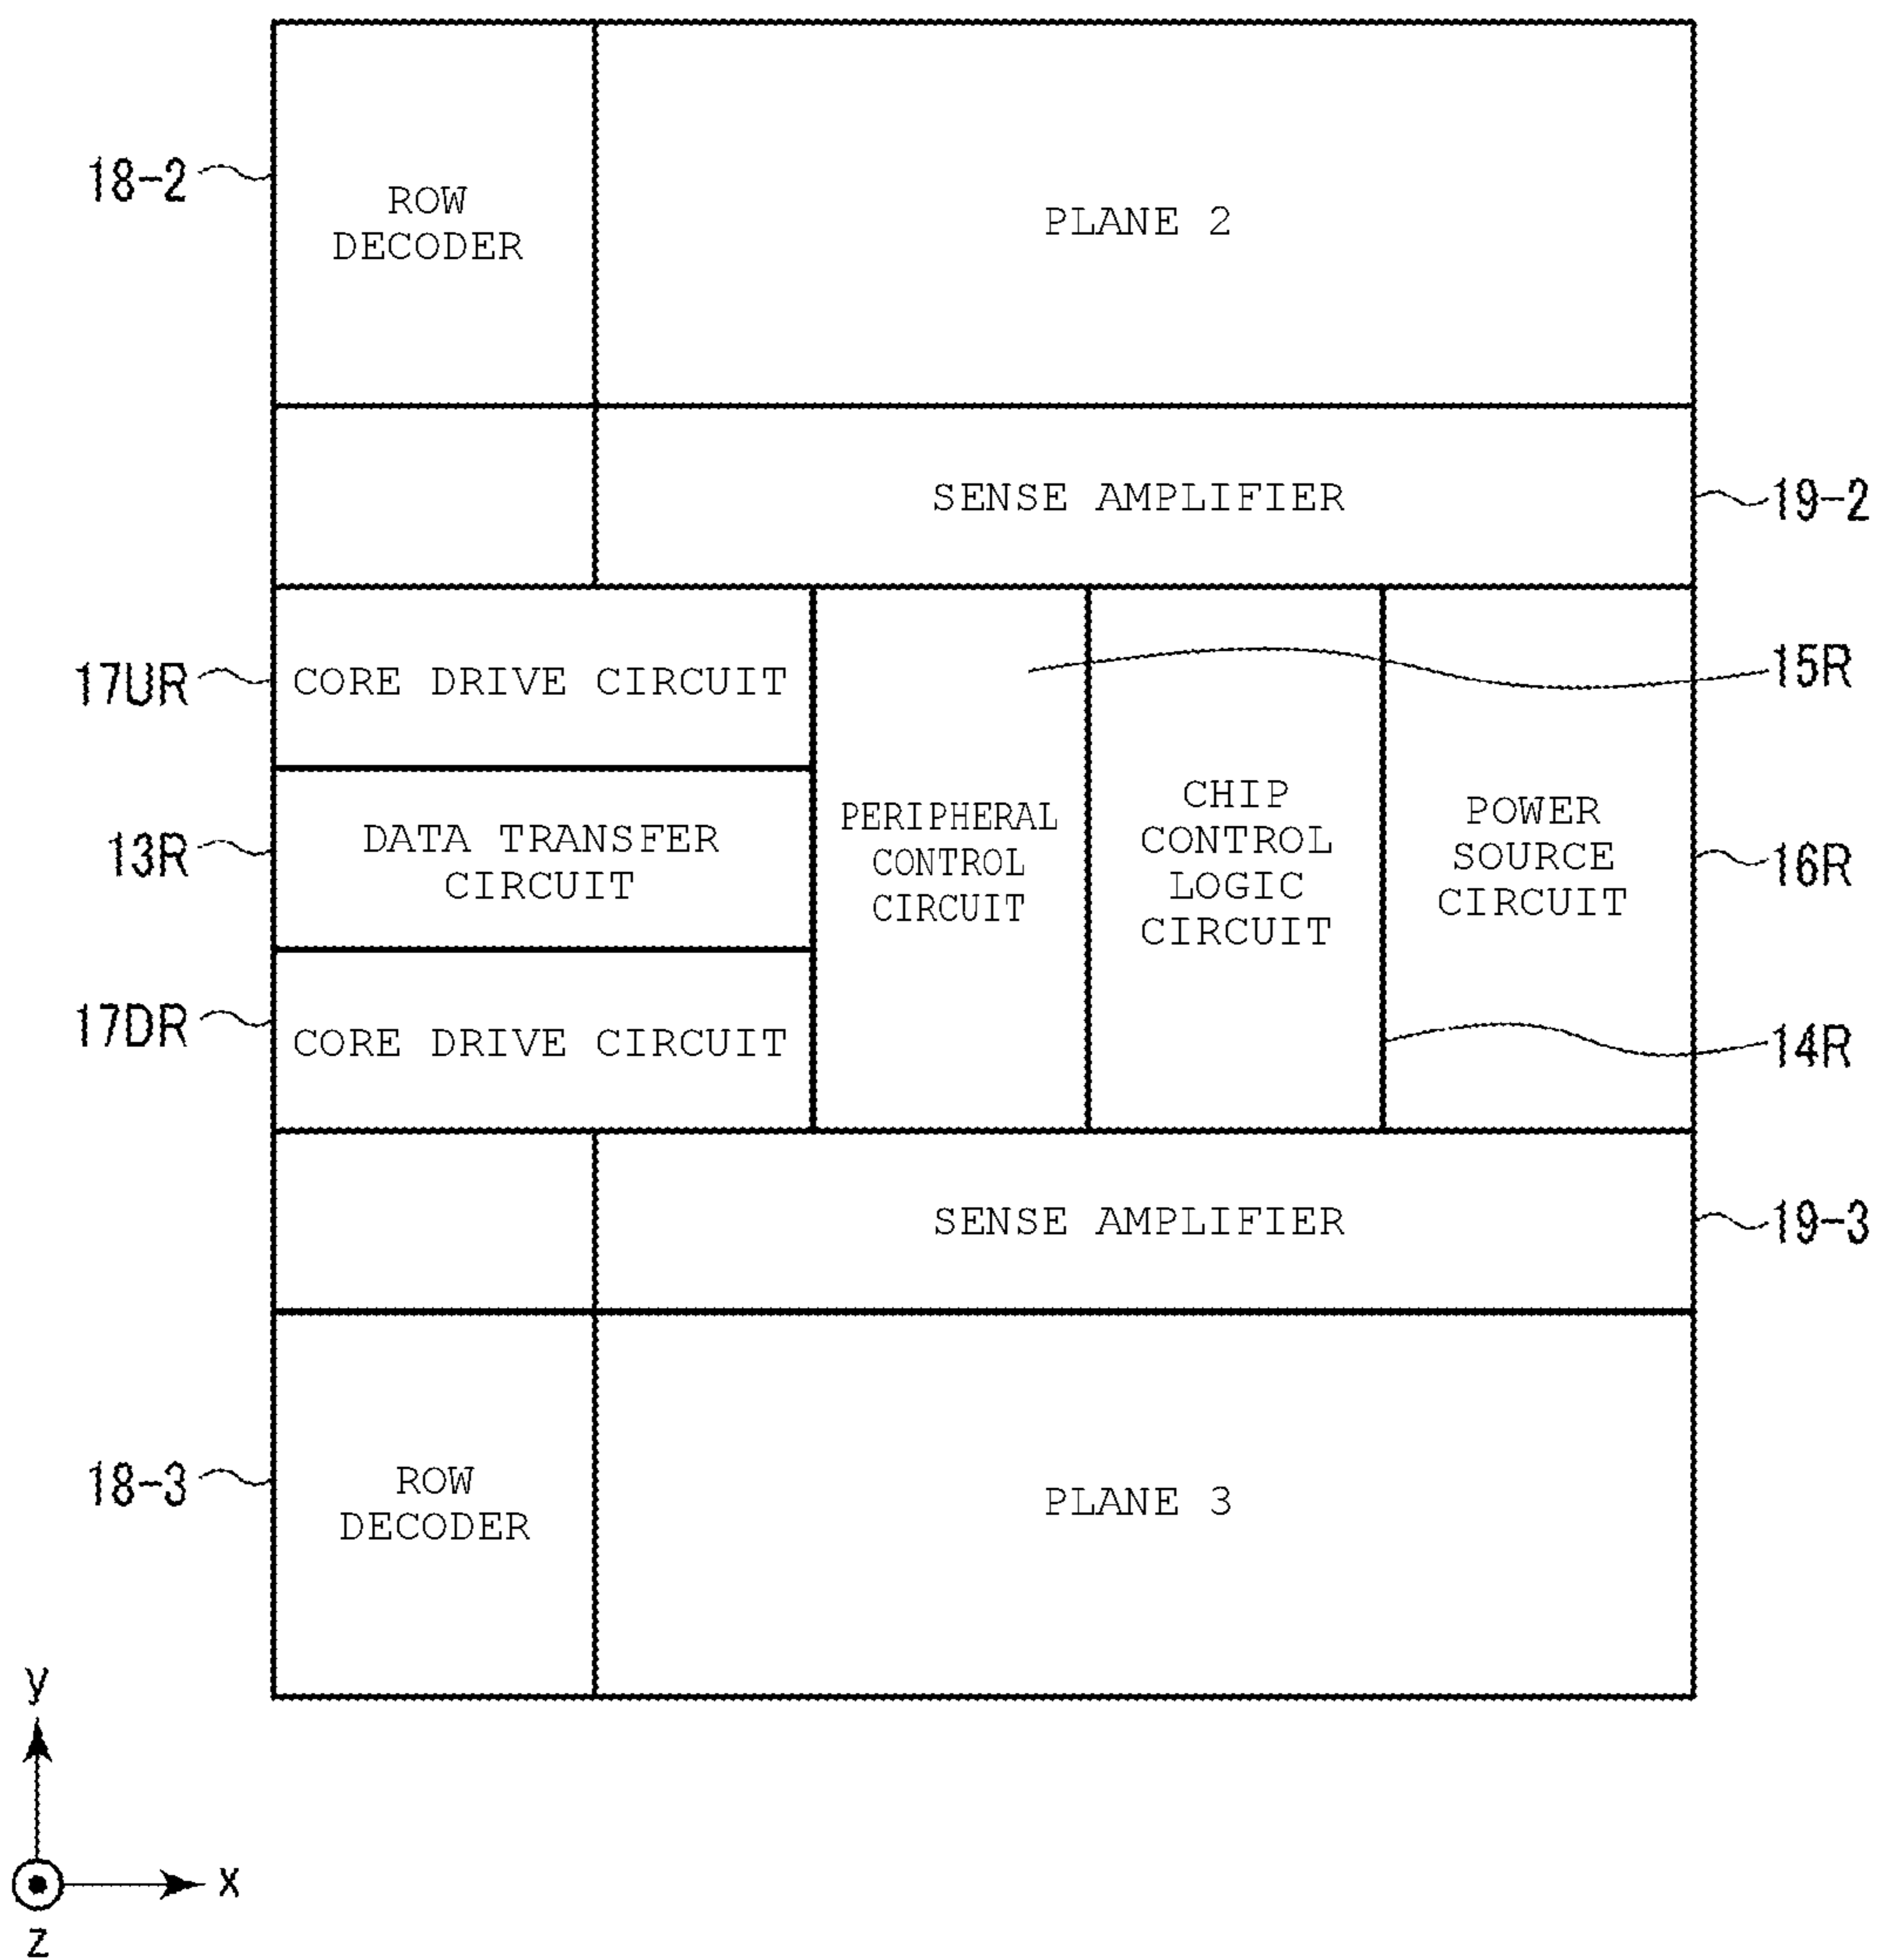 18-2
ROW
DECODER
PLANE 2
SENSE AMPLIFIER
19-2
17UR
CORE DRIVE CIRCUIT
15R
13R
DATA TRANSFER
CIRCUIT
PERIPHERAL
CONTROL
CIRCUIT
CHIP
CONTROL
LOGIC
CIRCUIT
POWER
SOURCE
CIRCUIT
16R
17DR
CORE DRIVE CIRCUIT
14R
SENSE AMPLIFIER
19-3
18-3
ROW
DECODER
PLANE 3
y
x
z